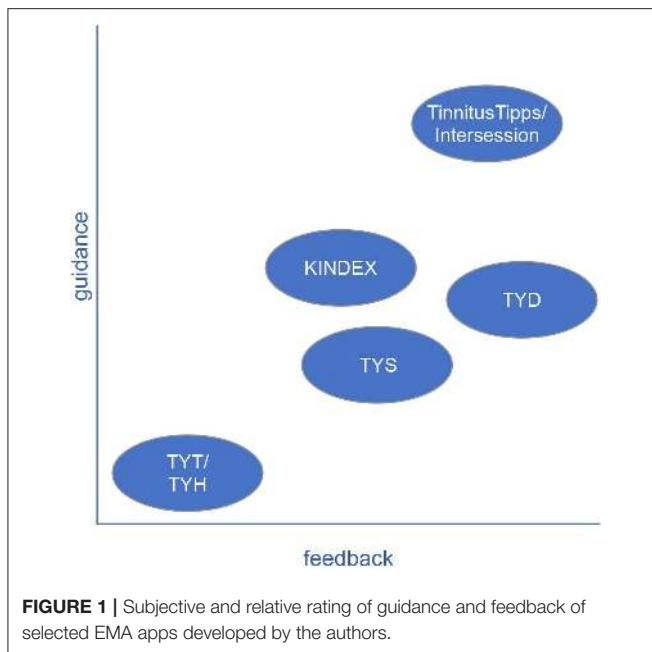 TinnitusTipps/
Intersession
guidance
KINDEX
TYD
TYS
TYT/
TYH
feedback
FIGURE 1 | Subjective and relative rating of guidance and feedback of
selected EMA apps developed by the authors.